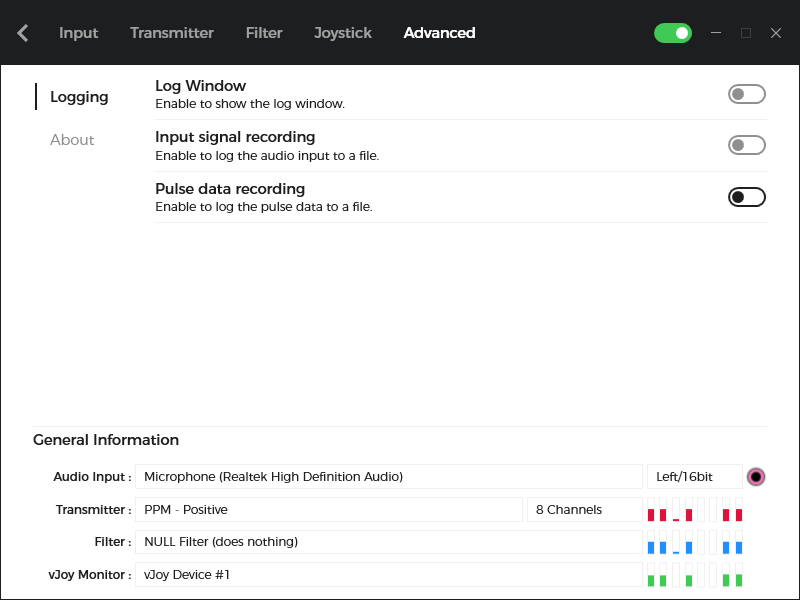 Input Transmitter Filter Joystick Advanced
Logging
About
Log Window
Enable to show the log window.
Input signal recording
Enable to log the audio input to a file.
Pulse data recording
Enable to log the pulse data to a file.
General Information
Audio Input : Microphone (Realtek High Definition Audio) Left/16bit
Transmitter : PPM - Positive 8 Channels
Filter : NULL Filter (does nothing)
vJoy Monitor : vJoy Device #1